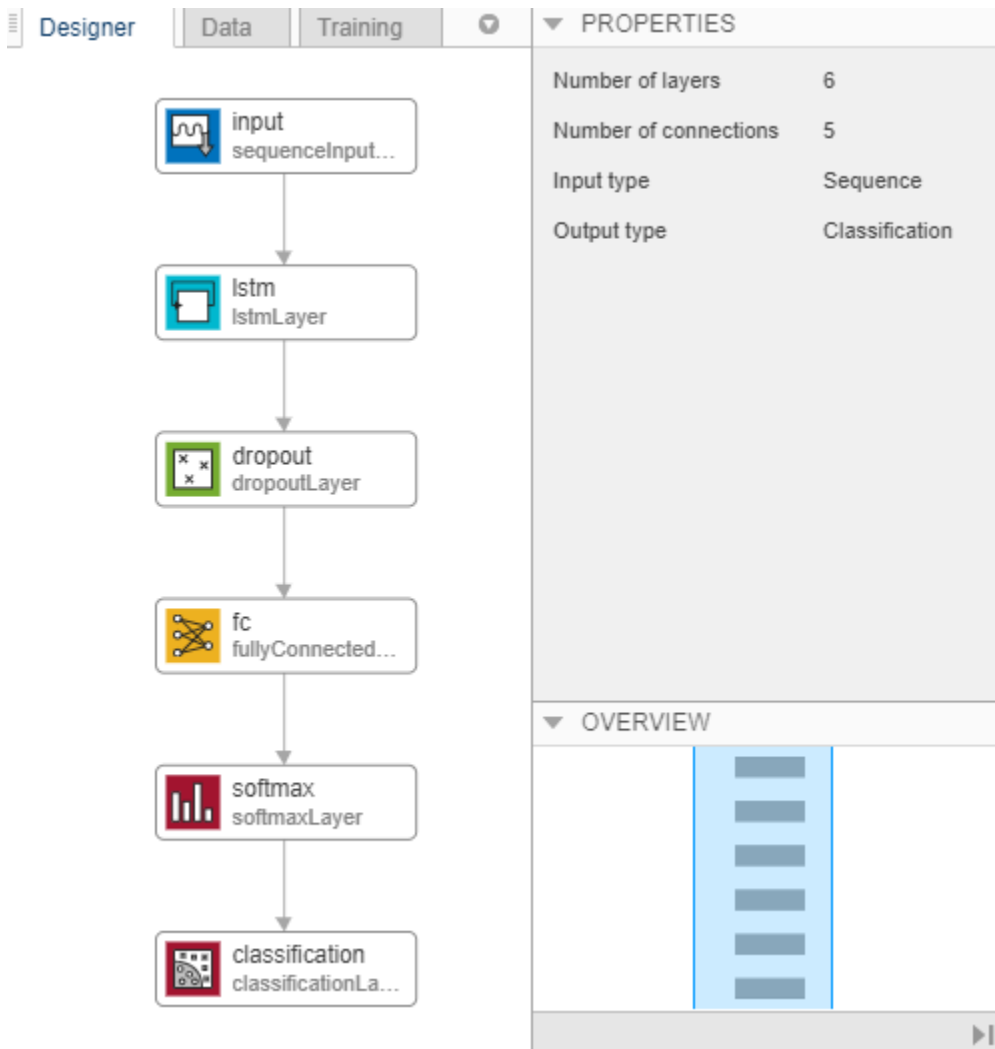 Designer
Data
Training
input
sequenceInput...
lstm
lstmLayer
dropout
dropoutLayer
fc
fullyConnected...
softmax
softmaxLayer
classification
classificationLa...
PROPERTIES
Number of layers 6
Number of connections 5
Input type Sequence
Output type Classification
OVERVIEW